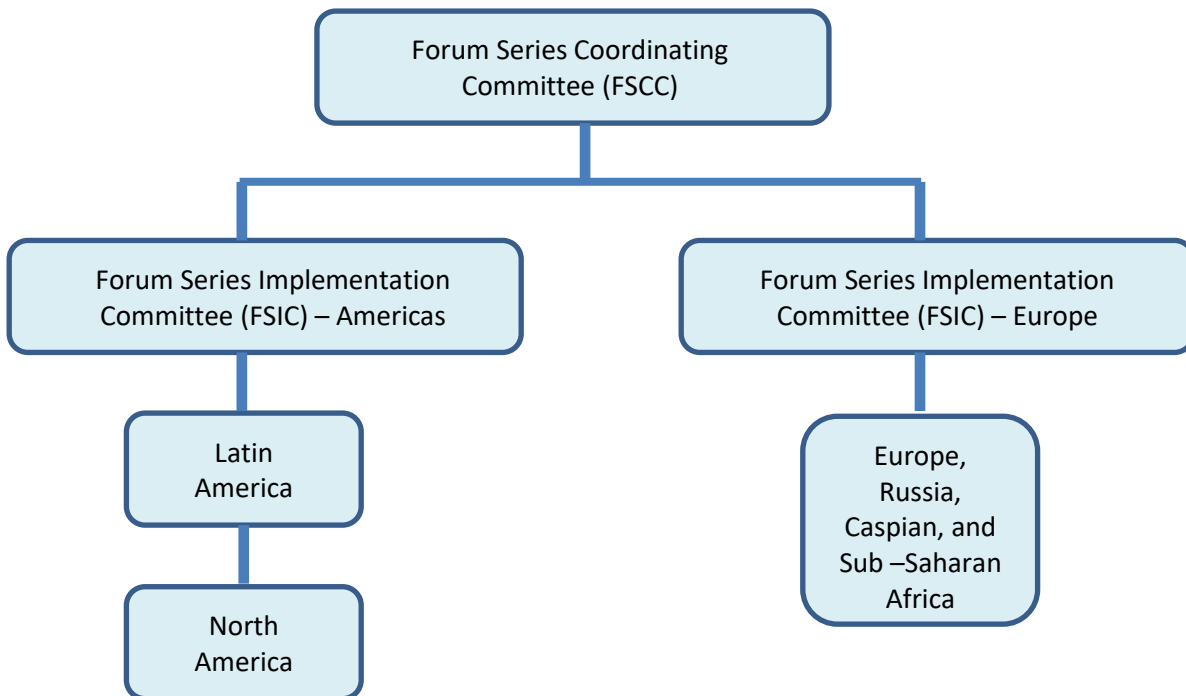 Forum Series Coordinating
Committee (FSCC)
Forum Series Implementation
Committee (FSIC) – Americas
Forum Series Implementation
Committee (FSIC) – Europe
Latin
America
Europe,
Russia,
Caspian, and
Sub –Saharan
Africa
North
America